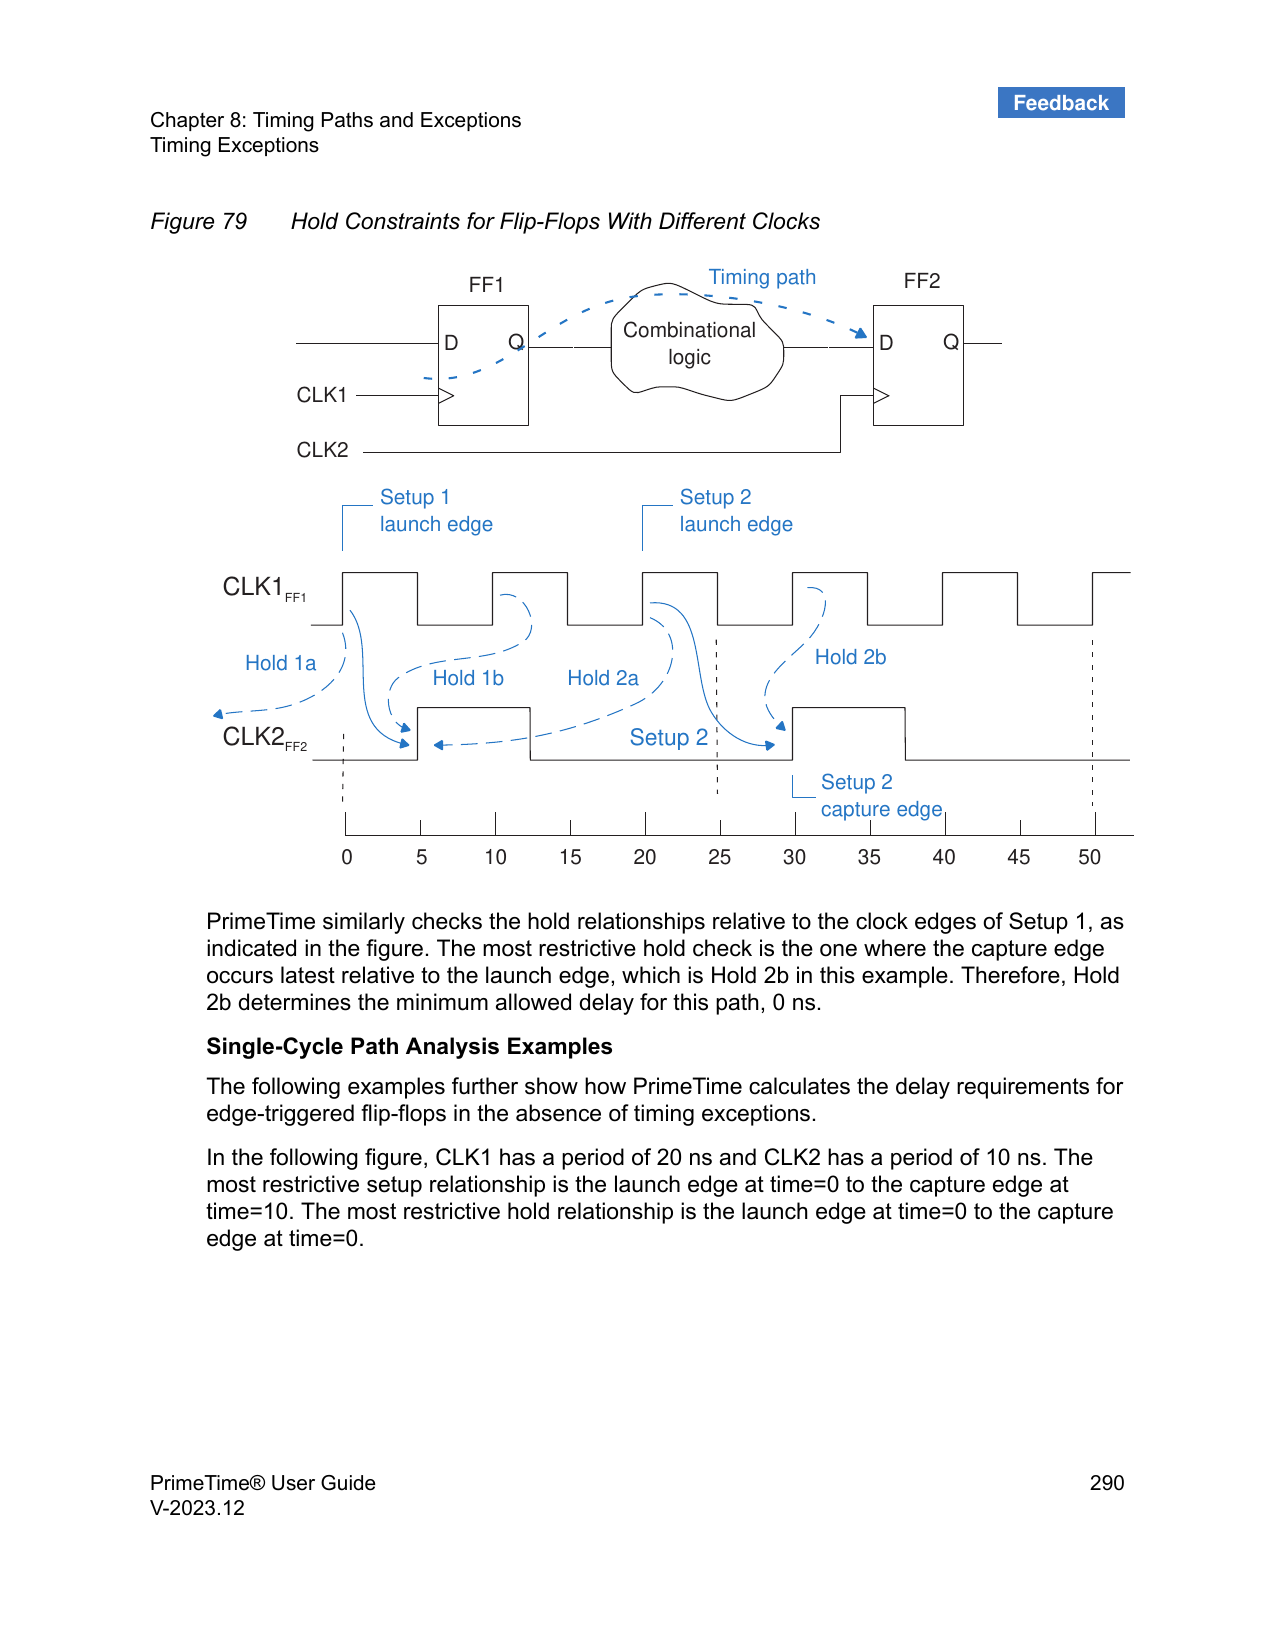 Feedback
Chapter 8: Timing Paths and Exceptions
Timing Exceptions
Figure 79 Hold Constraints for Flip-Flops With Different Clocks
FF1
Timing path
FF2
D
Q
Combinational
logic
D
Q
CLK1
CLK2
Setup 1
launch edge
Setup 2
launch edge
CLK1FF1
Hold 1a
Hold 1b
Hold 2a
Hold 2b
CLK2FF2
Setup 2
Setup 2
capture edge
0 5 10 15 20 25 30 35 40 45 50
PrimeTime similarly checks the hold relationships relative to the clock edges of Setup 1, as
indicated in the figure. The most restrictive hold check is the one where the capture edge
occurs latest relative to the launch edge, which is Hold 2b in this example. Therefore, Hold
2b determines the minimum allowed delay for this path, 0 ns.
Single-Cycle Path Analysis Examples
The following examples further show how PrimeTime calculates the delay requirements for
edge-triggered flip-flops in the absence of timing exceptions.
In the following figure, CLK1 has a period of 20 ns and CLK2 has a period of 10 ns. The
most restrictive setup relationship is the launch edge at time=0 to the capture edge at
time=10. The most restrictive hold relationship is the launch edge at time=0 to the capture
edge at time=0.
PrimeTime® User Guide 290
V-2023.12